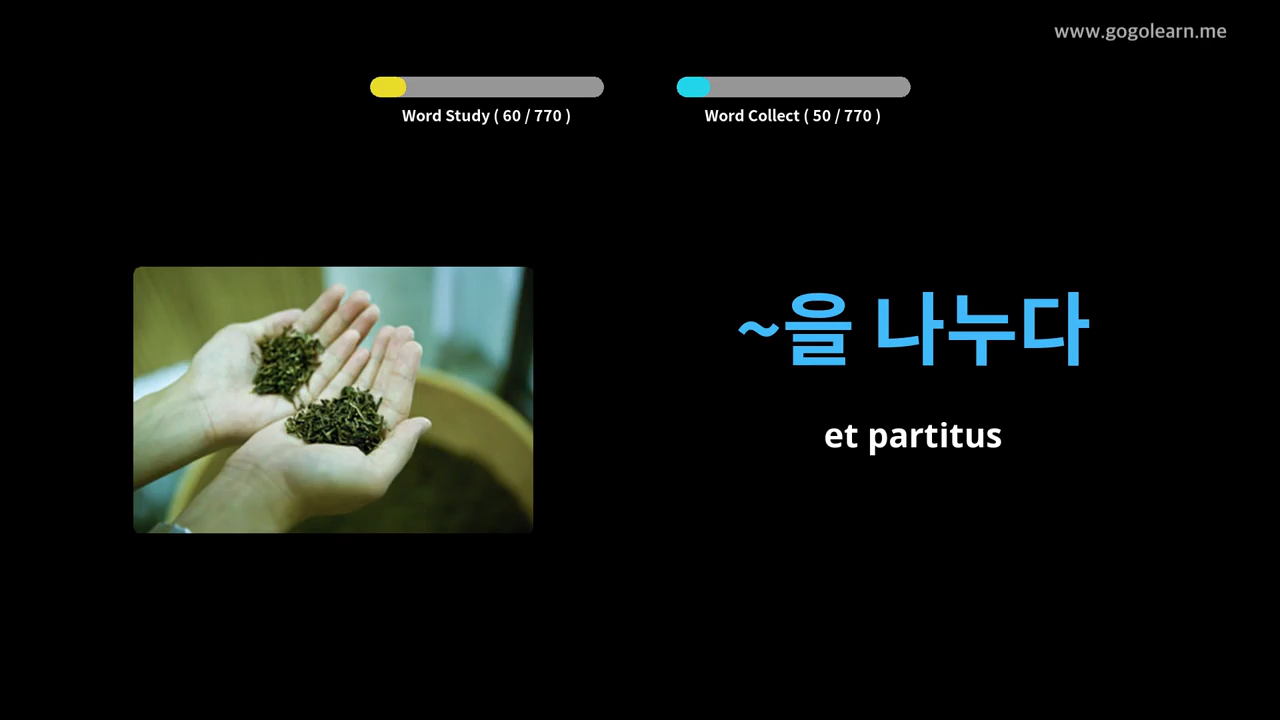 www.gogolearn.me
Word Study ( 60 / 770 )
Word Collect ( 50 / 770 )
~을 나누다
et partitus